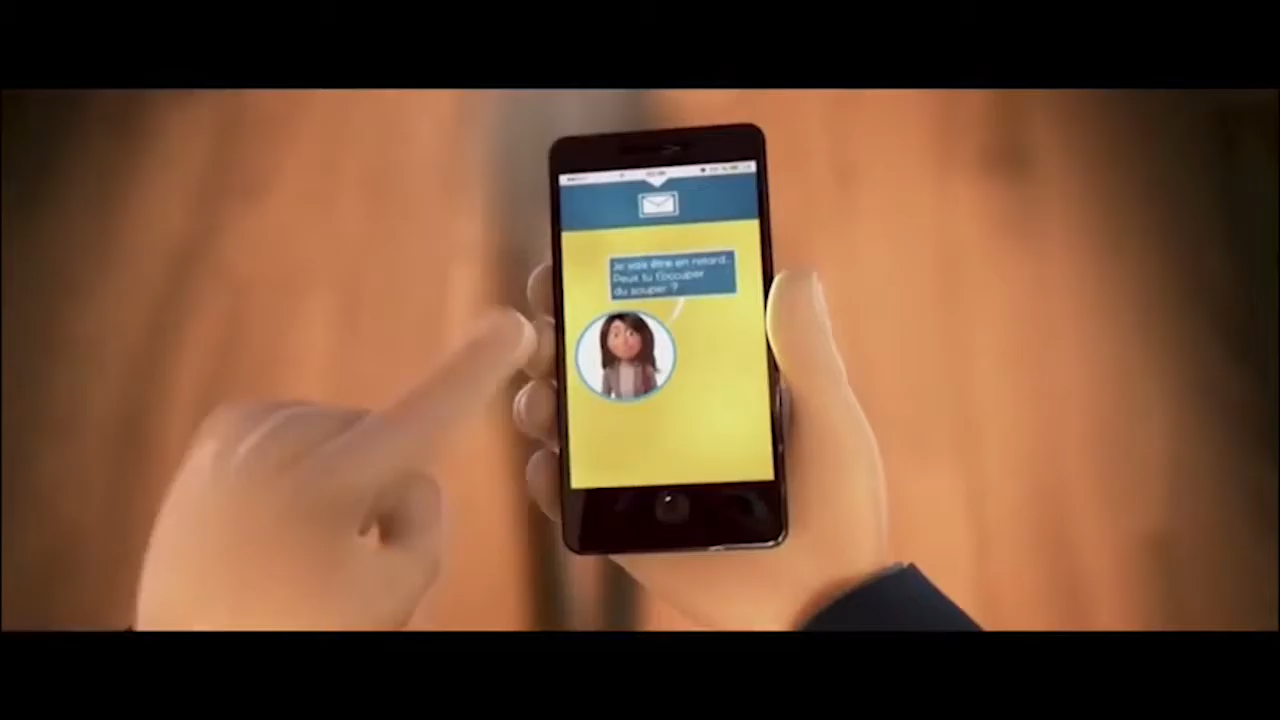 Je vais être en retard...
Peux tu t'occuper
du souper ?